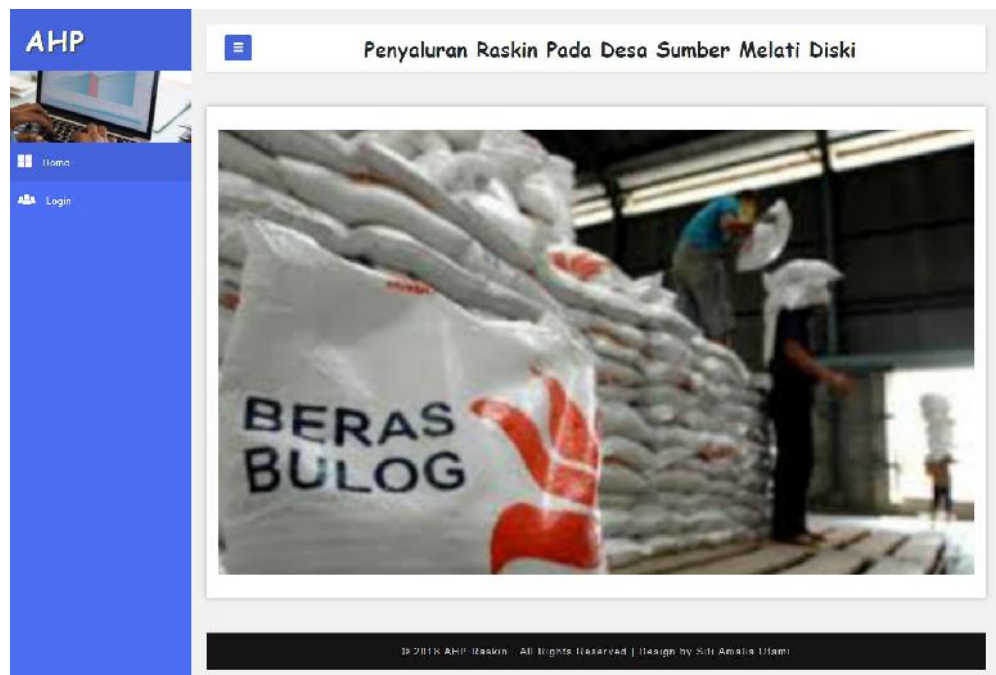 AHP
Penyaluran Raskin Pada Desa Sumber Melati Diski
Home
Login
BERAS
BULOG
© 2018 AHP Raskin All Rights Reserved | Design by Siti Amalia Utami